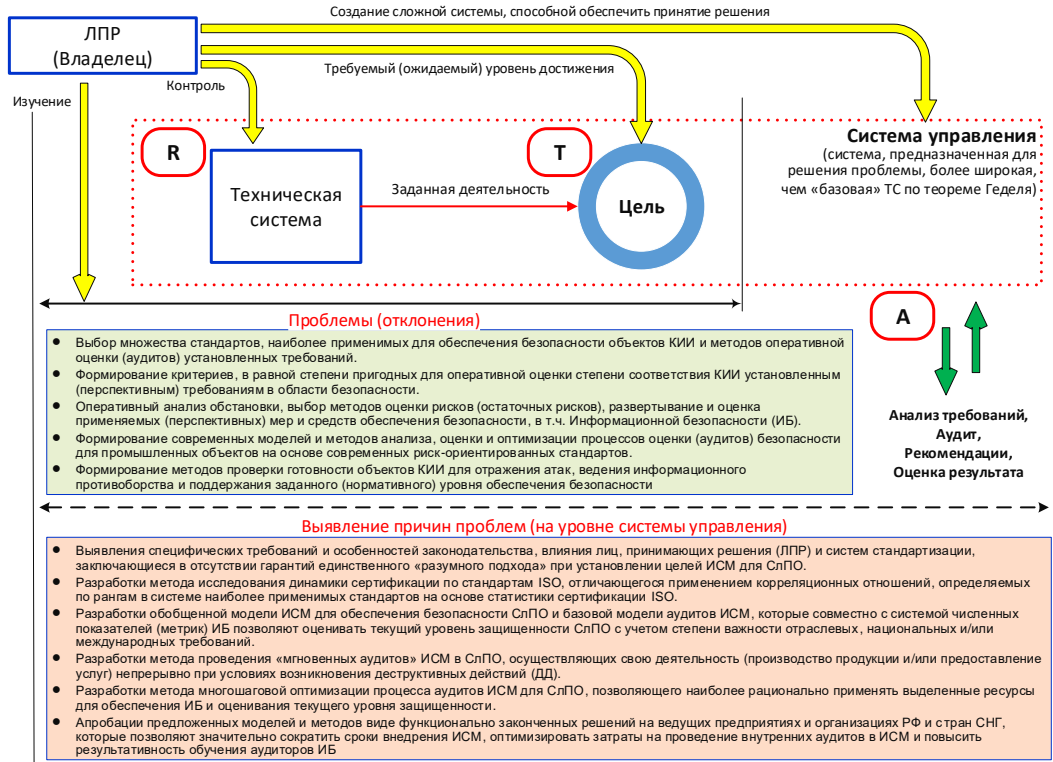 Создание сложной системы, способной обеспечить принятие решения
ЛПР
(Владелец)
Требуемый (ожидаемый) уровень достижения
Контроль
Изучение
R
T
Система управления
(система, предназначенная для
решения проблемы, более широкая,
чем «базовая» ТС по теореме Геделя)
Техническая
система
Заданная деятельность
Цель
A
Проблемы (отклонения)
● Выбор множества стандартов, наиболее применимых для обеспечения безопасности объектов КИИ и методов оперативной
оценки (аудитов) установленных требований.
● Формирование критериев, в равной степени пригодных для оперативной оценки степени соответствия КИИ установленным
(перспективным) требованиям в области безопасности.
● Оперативный анализ обстановки, выбор методов оценки рисков (остаточных рисков), развертывание и оценка
применяемых (перспективных) мер и средств обеспечения безопасности, в т.ч. Информационной безопасности (ИБ).
● Формирование современных моделей и методов анализа, оценки и оптимизации процессов оценки (аудитов) безопасности
для промышленных объектов на основе современных риск-ориентированных стандартов.
● Формирование методов проверки готовности объектов КИИ для отражения атак, ведения информационного
противоборства и поддержания заданного (нормативного) уровня обеспечения безопасности
Анализ требований,
Аудит,
Рекомендации,
Оценка результата
Выявление причин проблем (на уровне системы управления)
● Выявления специфических требований и особенностей законодательства, влияния лиц, принимающих решения (ЛПР) и систем стандартизации,
заключающиеся в отсутствии гарантий единственного «разумного подхода» при установлении целей ИСМ для СлПО.
● Разработки метода исследования динамики сертификации по стандартам ISO, отличающегося применением корреляционных отношений, определяемых
по рангам в системе наиболее применимых стандартов на основе статистики сертификации ISO.
● Разработки обобщенной модели ИСМ для обеспечения безопасности СлПО и базовой модели аудитов ИСМ, которые совместно с системой численных
показателей (метрик) ИБ позволяют оценивать текущий уровень защищенности СлПО с учетом степени важности отраслевых, национальных и/или
международных требований.
● Разработки метода проведения «мгновенных аудитов» ИСМ в СлПО, осуществляющих свою деятельность (производство продукции и/или предоставление
услуг) непрерывно при условиях возникновения деструктивных действий (ДД).
● Разработки метода многошаговой оптимизации процесса аудитов ИСМ для СлПО, позволяющего наиболее рационально применять выделенные ресурсы
для обеспечения ИБ и оценивания текущего уровня защищенности.
● Апробации предложенных моделей и методов виде функционально законченных решений на ведущих предприятиях и организациях РФ и стран СНГ,
которые позволяют значительно сократить сроки внедрения ИСМ, оптимизировать затраты на проведение внутренних аудитов в ИСМ и повысить
результативность обучения аудиторов ИБ